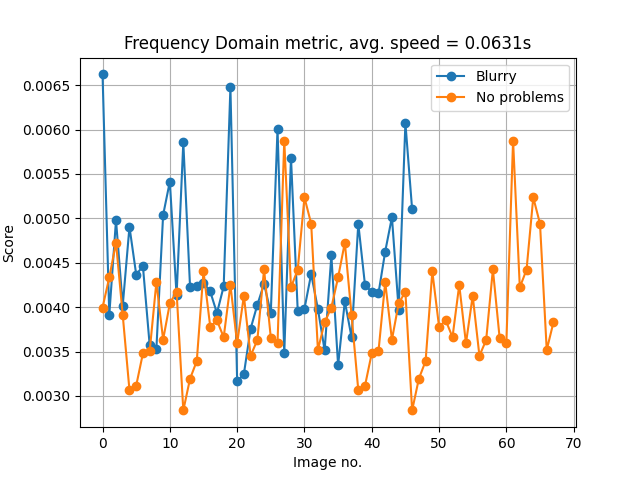 Frequency Domain metric, avg. speed = 0.0631s
Blurry
No problems
0.0065
0.0060
0.0055
0.0050
0.0045
0.0040
0.0035
0.0030
Score
0 10 20 30 40 50 60 70
Image no.